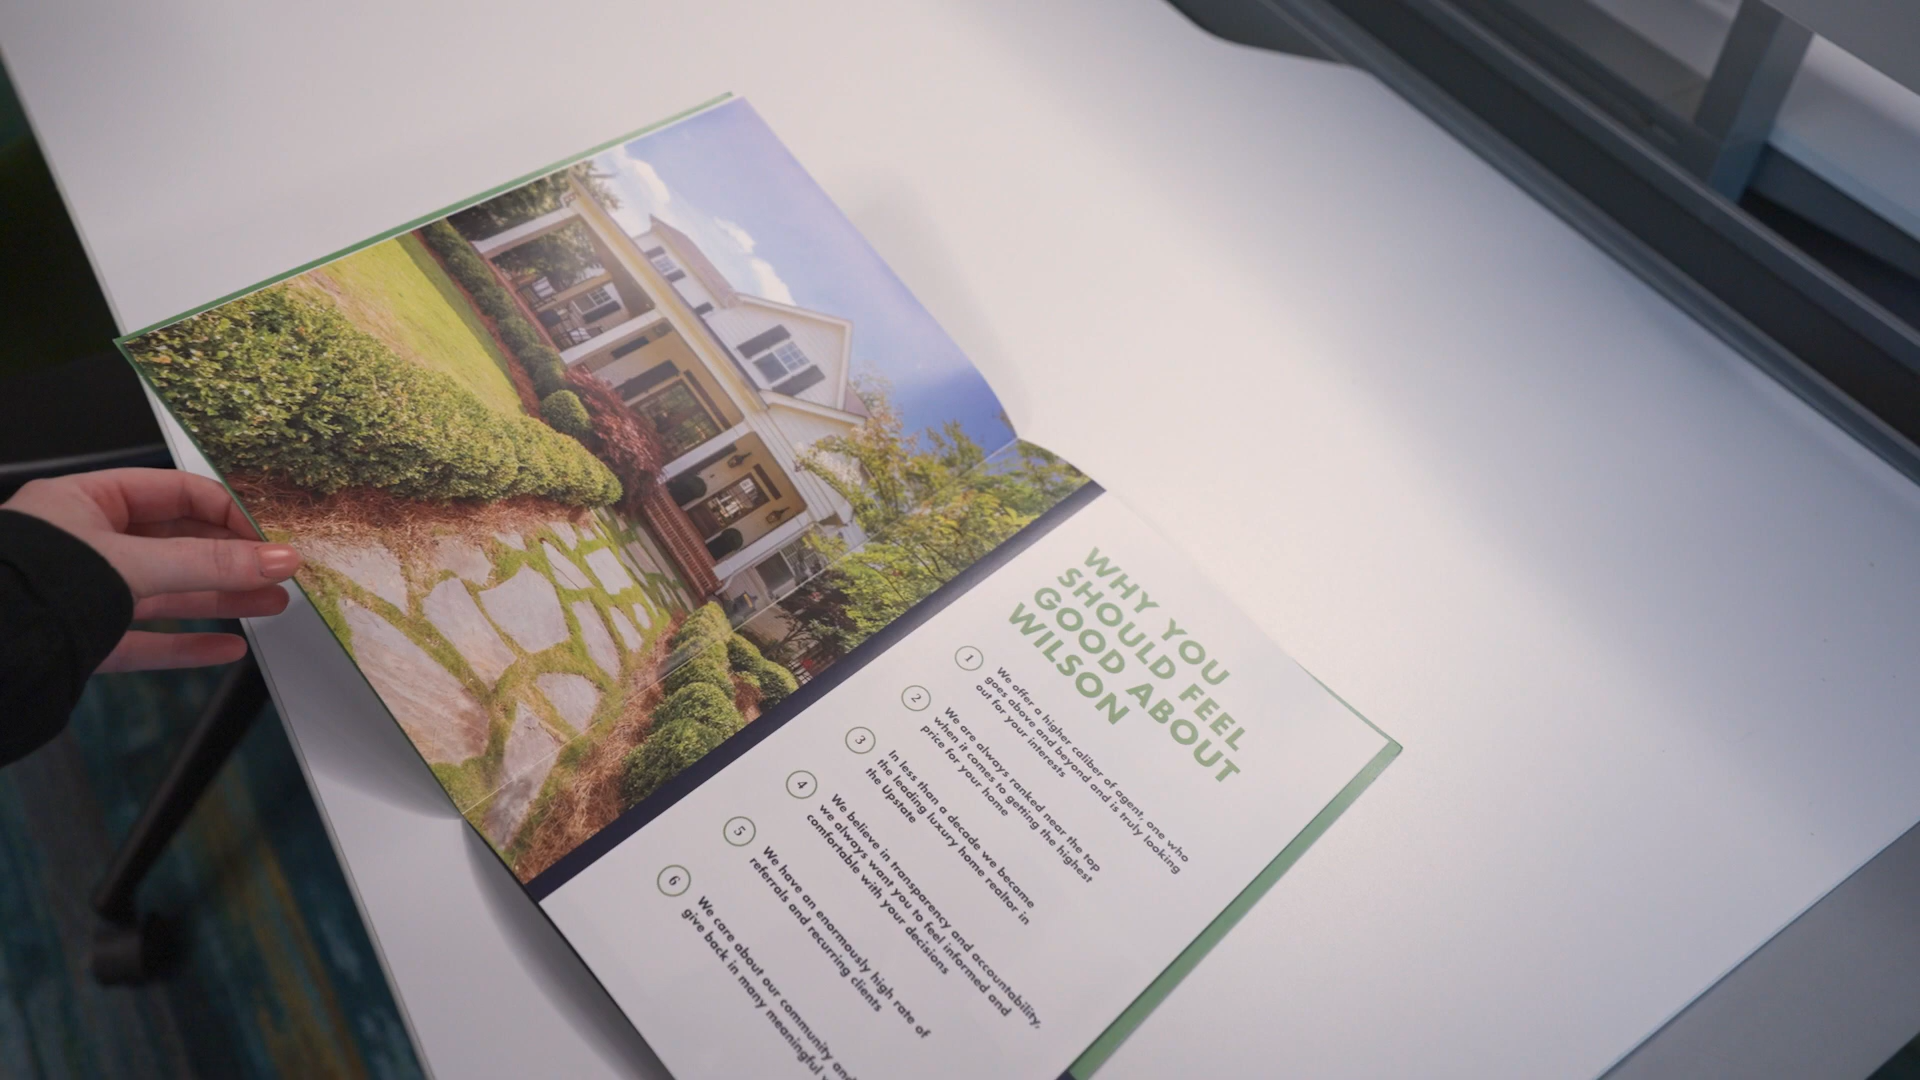 WHY YOU
SHOULD FEEL
GOOD ABOUT
WILSON
1
We offer a higher caliber of agent, one who
goes above and beyond and is truly looking
out for your interests
2
We are always ranked near the top
when it comes to getting the highest
price for your home
3
In less than a decade we became
the leading luxury home realtor in
the Upstate
4
We believe in transparency and accountability,
we always want you to feel informed and
comfortable with your decisions
5
We have an enormously high rate of
referrals and recurring clients
6
We care about our community and
give back in many meaningful